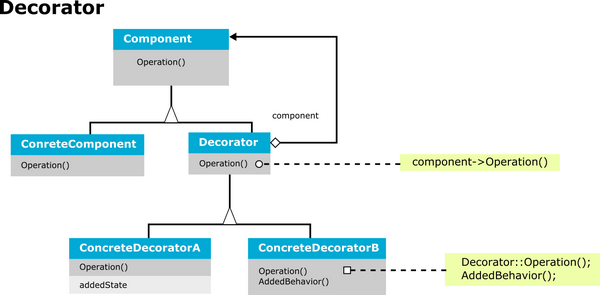 Decorator
Component
Operation()
component
ConreteComponent
Operation()
Decorator
Operation()
component->Operation()
ConcreteDecoratorA
Operation()
addedState
ConcreteDecoratorB
Operation()
AddedBehavior()
Decorator::Operation();
AddedBehavior();